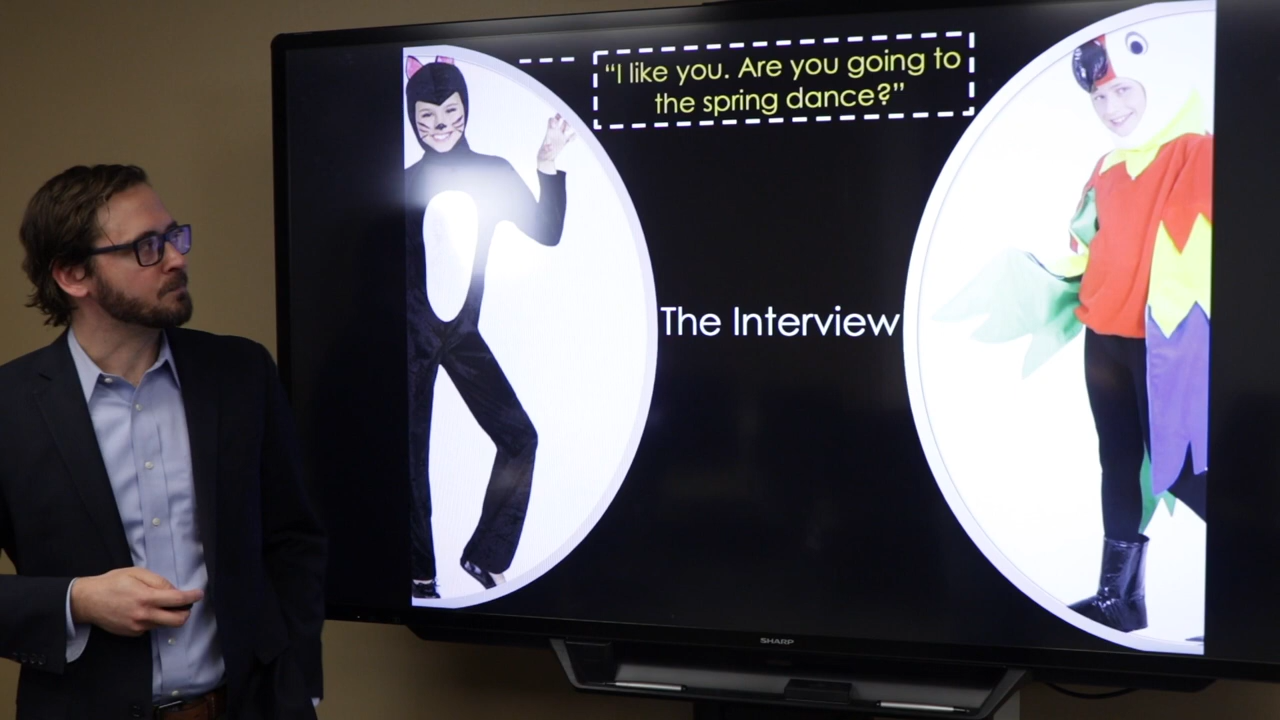 “I like you. Are you going to
the spring dance?”
The Interview
SHARP